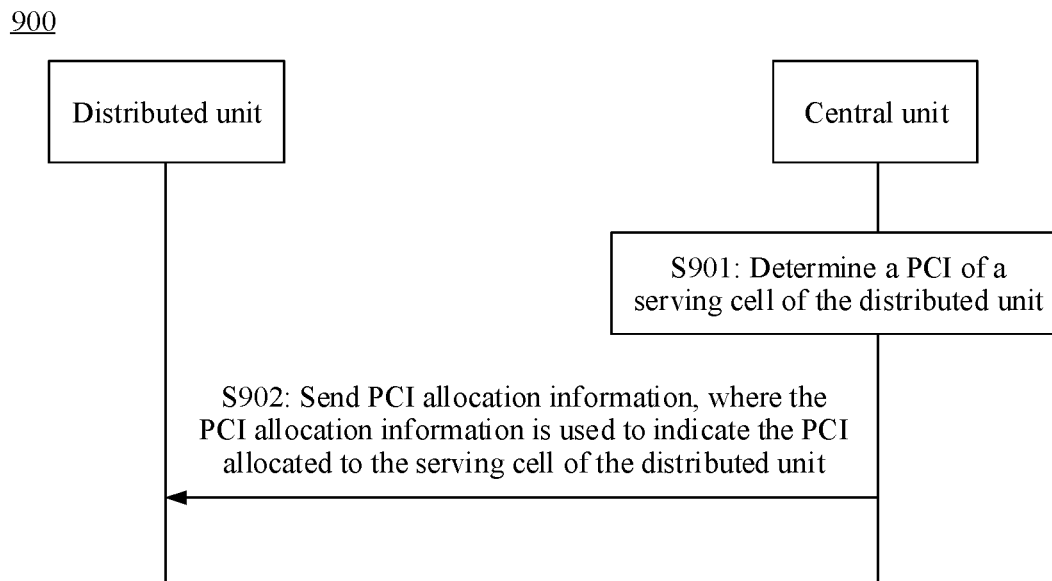 900
Distributed unit
Central unit
S901: Determine a PCI of a
serving cell of the distributed unit
S902: Send PCI allocation information, where the
PCI allocation information is used to indicate the PCI
allocated to the serving cell of the distributed unit